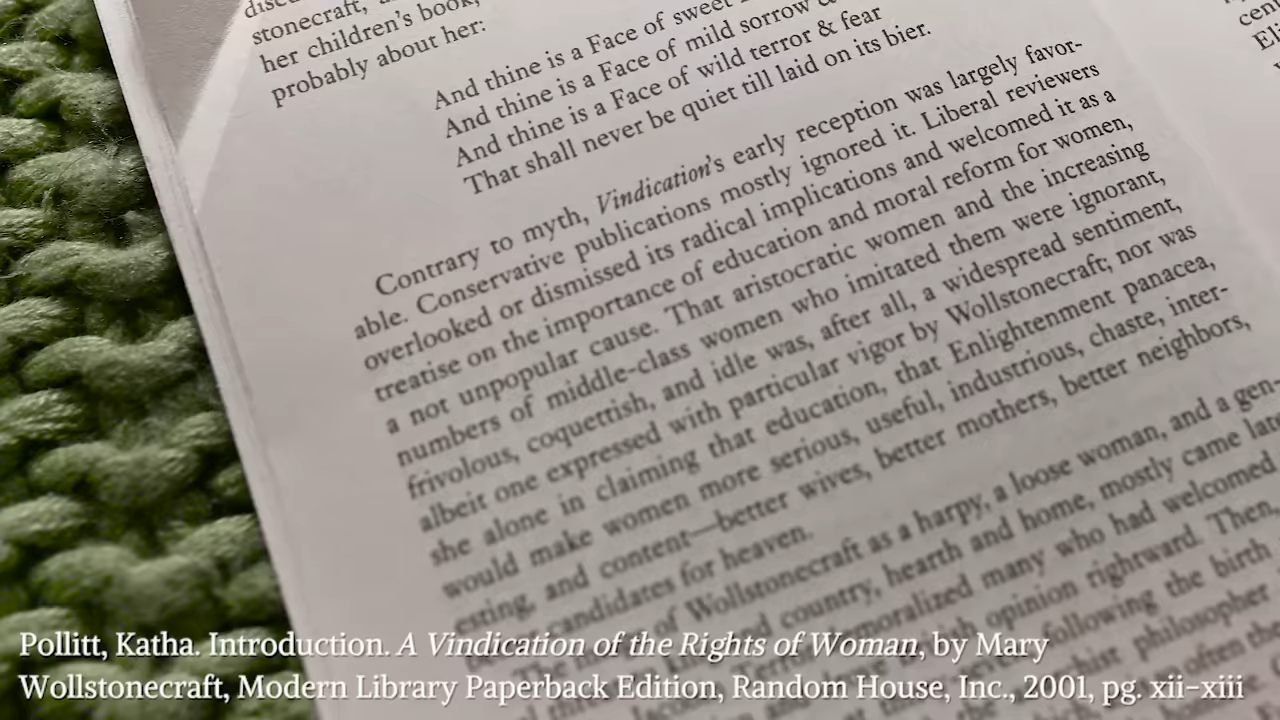 stonecraft,
her children's book,
probably about her:
And thine is a Face of sweet
And thine is a Face of mild sorrow &
And thine is a Face of wild terror & fear
That shall never be quiet till laid on its bier.
Contrary to myth, Vindication's early reception was largely favor-
able. Conservative publications mostly ignored it. Liberal reviewers
overlooked or dismissed its radical implications and welcomed it as a
treatise on the importance of education and moral reform for women,
a not unpopular cause. That aristocratic women and the increasing
numbers of middle-class women who imitated them were ignorant,
frivolous, coquettish, and idle was, after all, a widespread sentiment,
albeit one expressed with particular vigor by Wollstonecraft; nor was
she alone in claiming that education, that Enlightenment panacea,
would make women more serious, useful, industrious, chaste, inter-
esting, and content—better wives, better mothers, better neighbors,
candidates for heaven.
of Wollstonecraft as a harpy, a loose woman, and a gen-
country, hearth and home, mostly came late
many who had welcomed
opinion rightward. Then,
following the birth
philosopher
often the
Pollitt, Katha. Introduction. A Vindication of the Rights of Woman, by Mary
Wollstonecraft, Modern Library Paperback Edition, Random House, Inc., 2001, pg. xii–xiii